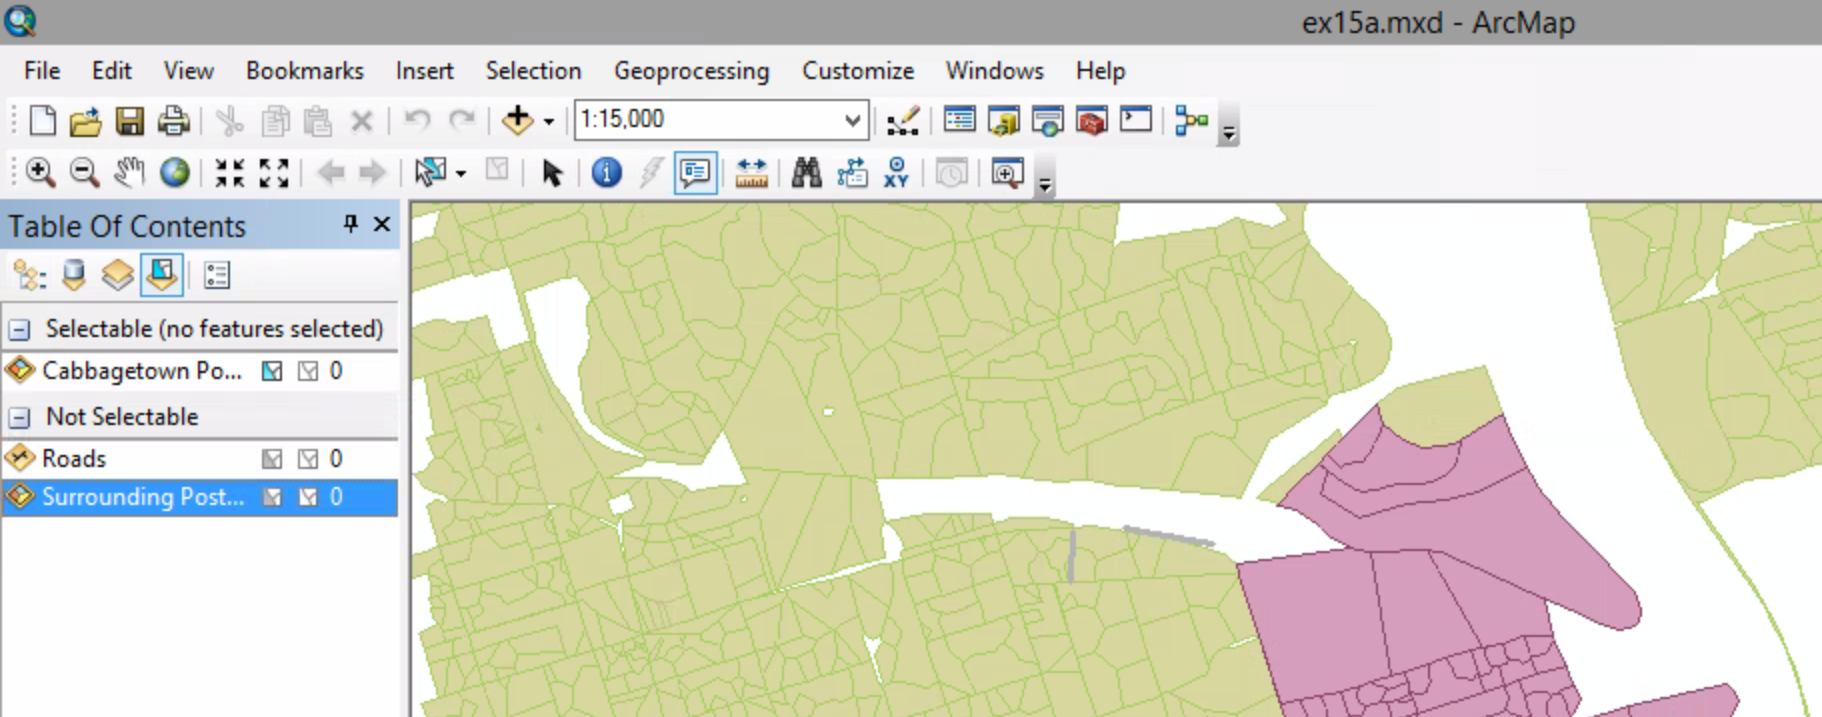 ex15a.mxd - ArcMap
File Edit View Bookmarks Insert Selection Geoprocessing Customize Windows Help
1:15,000
XY
Table Of Contents
Selectable (no features selected)
Cabbagetown Po... 0
Not Selectable
Roads 0
Surrounding Post... 0